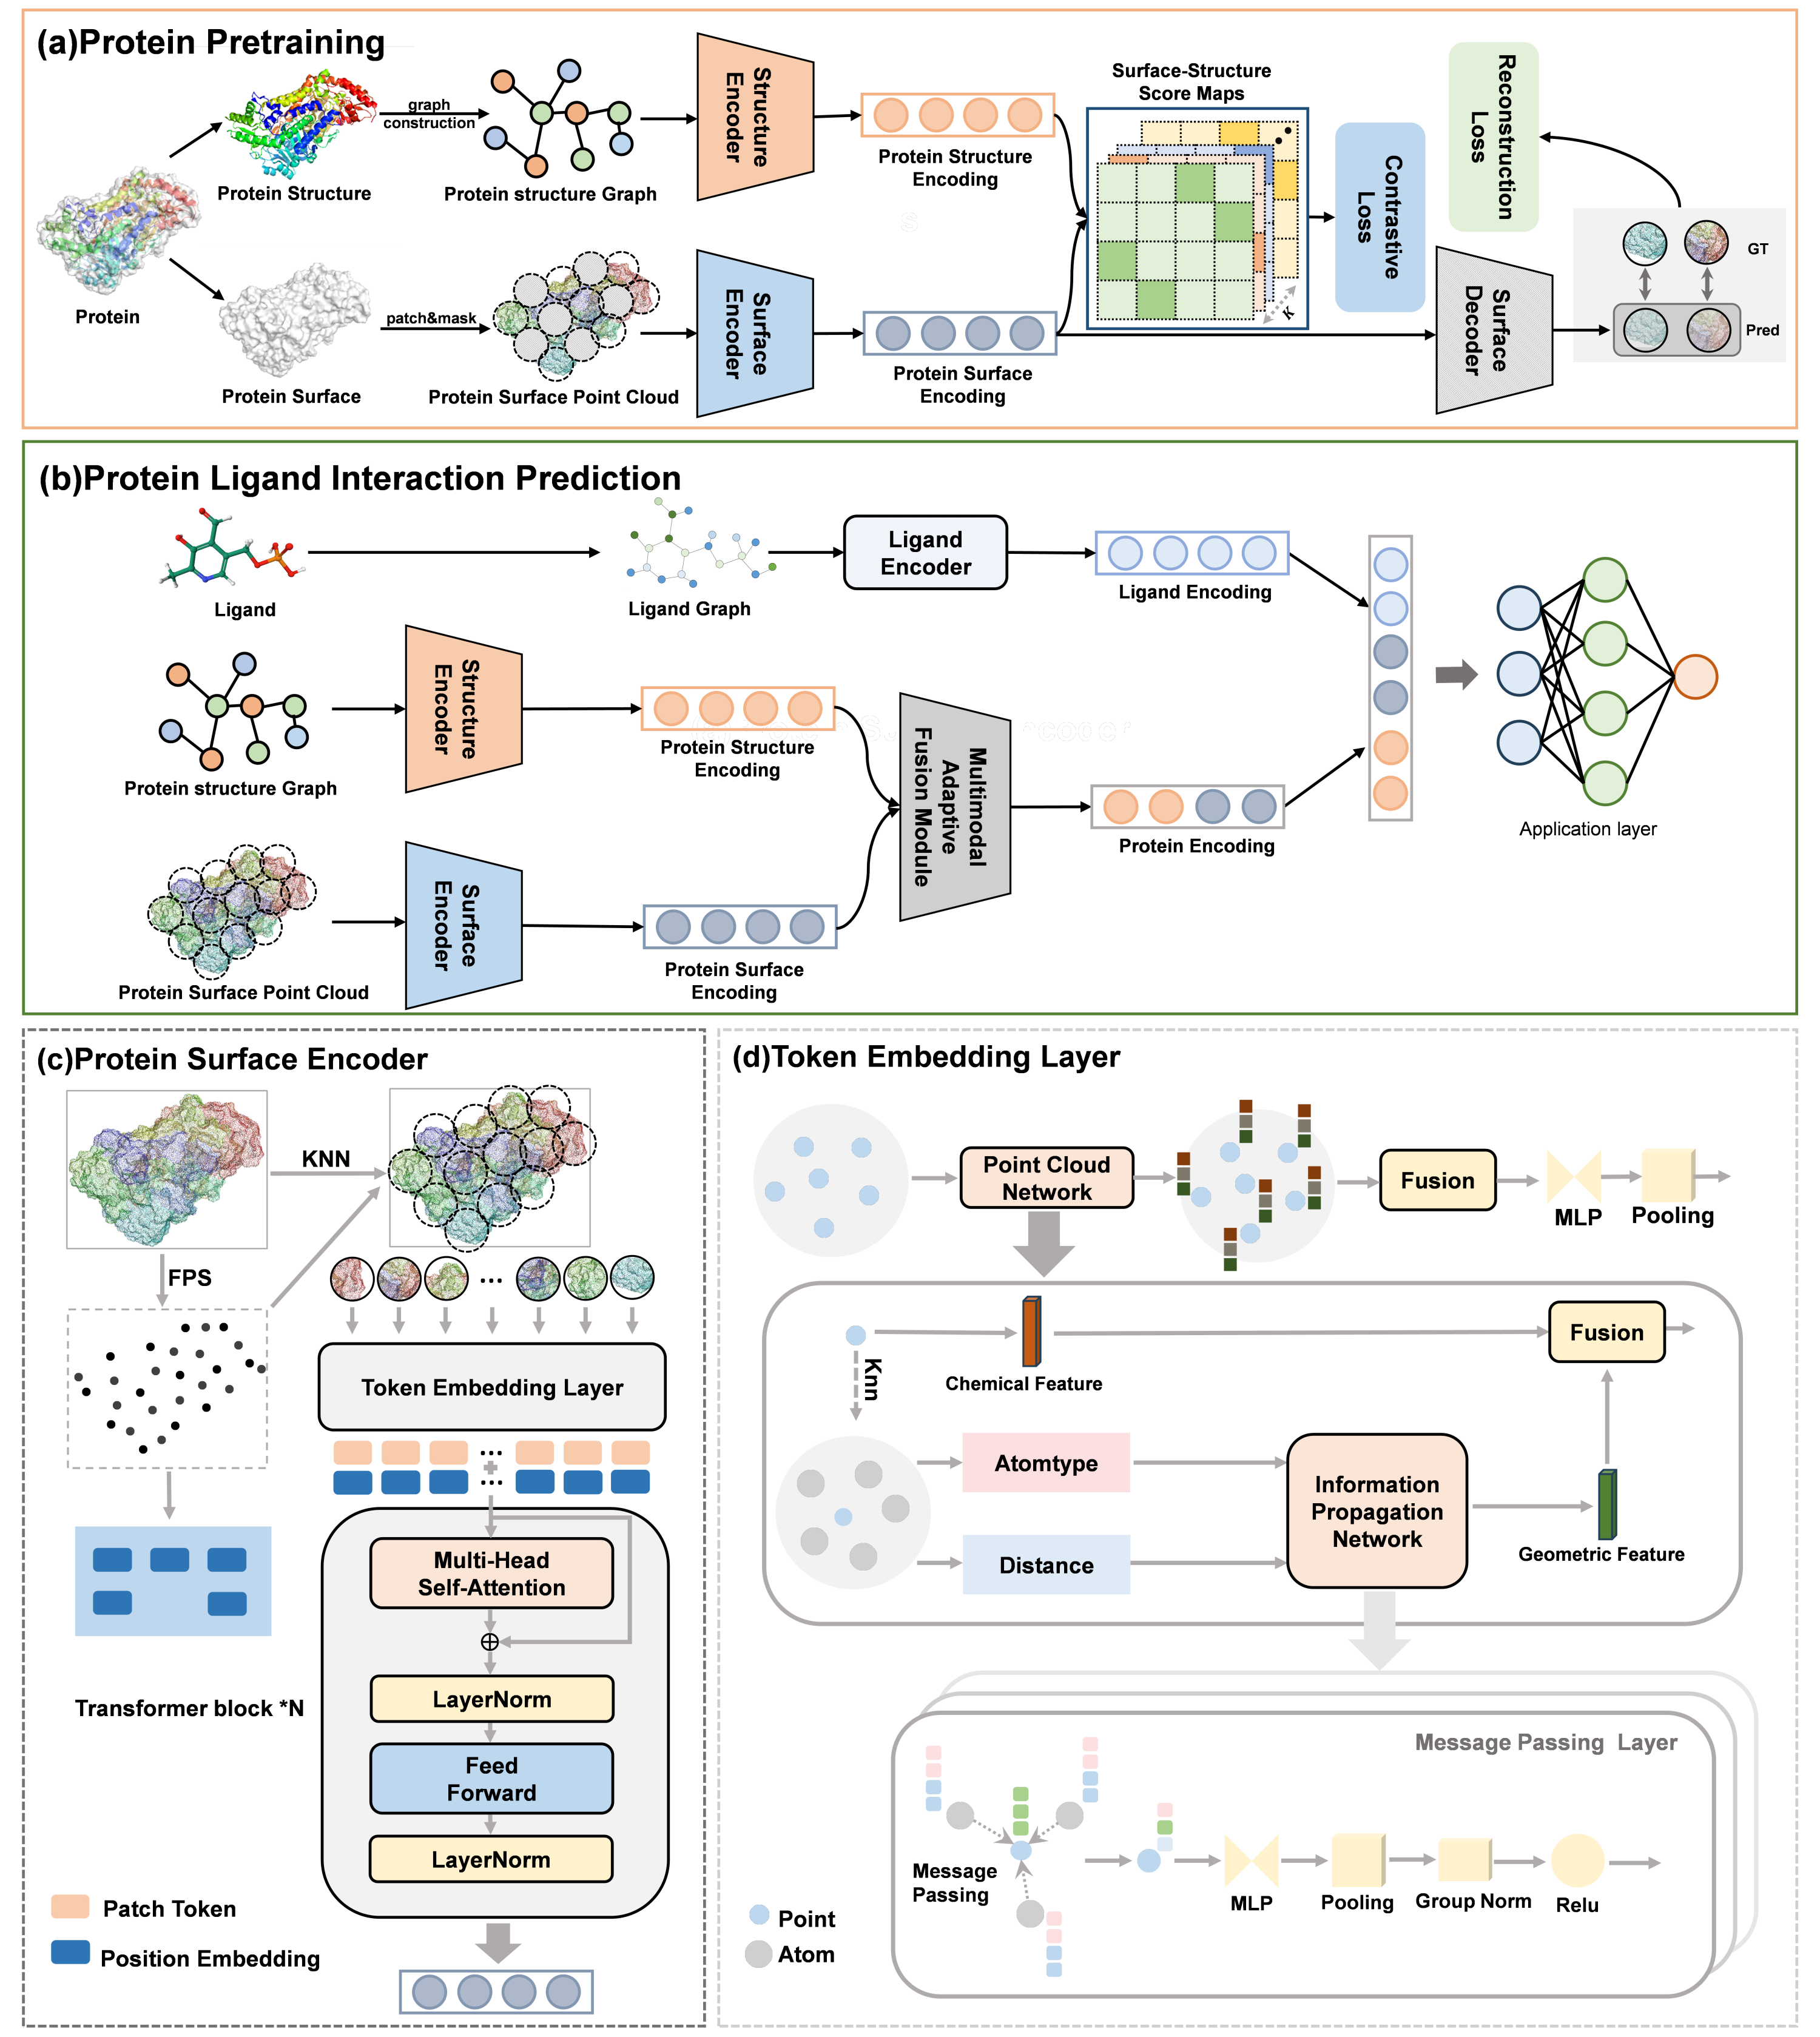 (a)Protein Pretraining
Protein
Protein Structure
graph
construction
Protein structure Graph
Structure
Encoder
Protein Structure
Encoding
Surface-Structure
Score Maps
K
Contrastive
Loss
Reconstruction
Loss
GT
Pred
Protein Surface
patch&mask
Protein Surface Point Cloud
Surface
Encoder
Protein Surface
Encoding
Surface
Decoder
(b)Protein Ligand Interaction Prediction
Ligand
Ligand Graph
Ligand
Encoder
Ligand Encoding
Protein structure Graph
Structure
Encoder
Protein Structure
Encoding
Multimodal
Adaptive
Fusion Module
Protein Encoding
Application layer
Protein Surface Point Cloud
Surface
Encoder
Protein Surface
Encoding
(c)Protein Surface Encoder
KNN
FPS
...
Token Embedding Layer
...
...
Multi-Head
Self-Attention
LayerNorm
Transformer block *N
Feed
Forward
LayerNorm
Patch Token
Position Embedding
(d)Token Embedding Layer
Point Cloud
Network
Fusion
MLP
Pooling
Knn
Chemical Feature
Fusion
Atomtype
Distance
Information
Propagation
Network
Geometric Feature
Message Passing Layer
Message
Passing
MLP
Pooling
Group Norm
Relu
Point
Atom